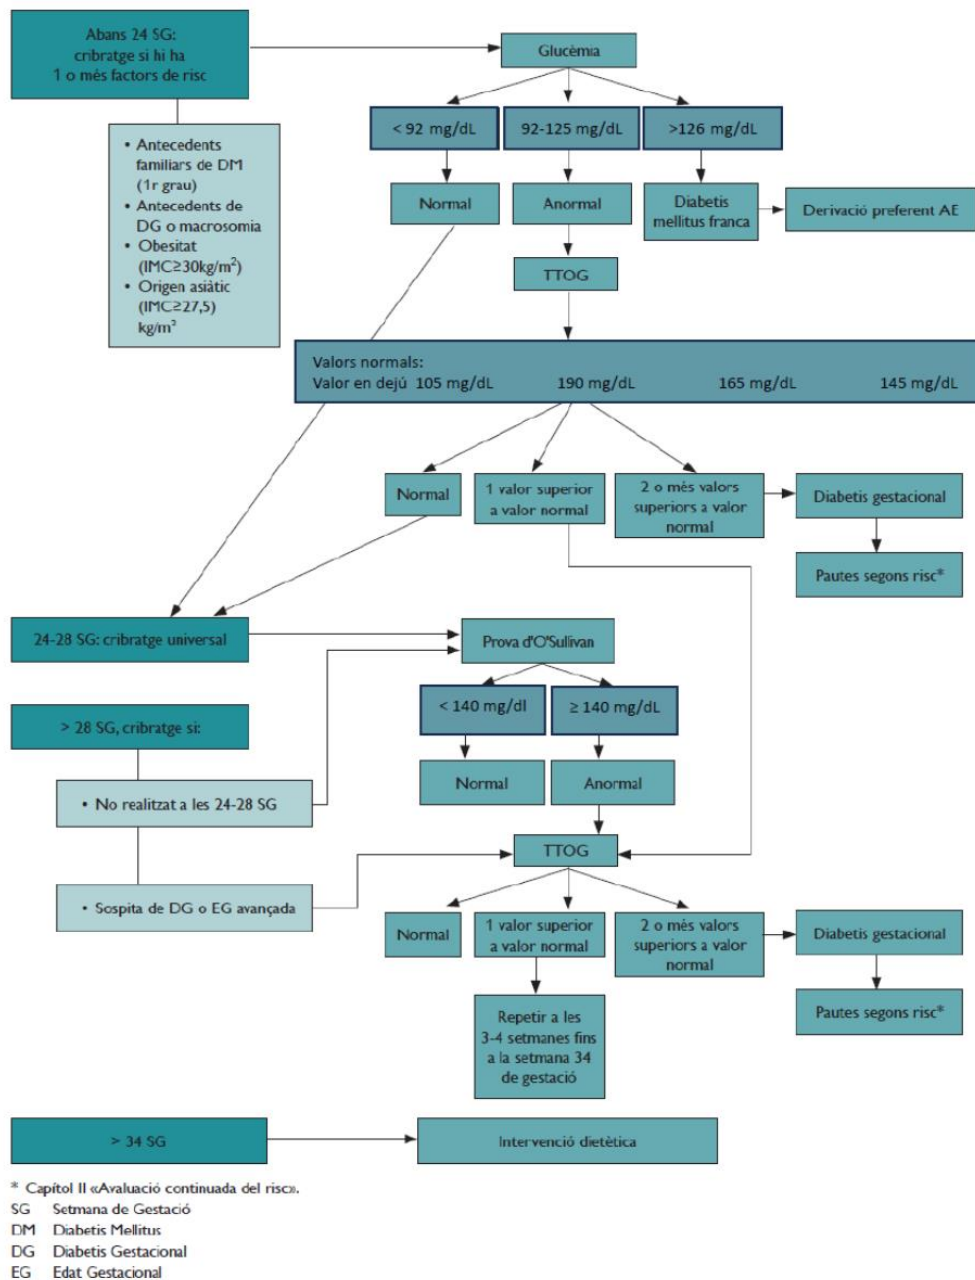 Abans 24 SG:
cribratge si hi ha
1 o més factors de risc
Glucèmia
< 92 mg/dL
92-125 mg/dL
>126 mg/dL
• Antecedents
familiars de DM
(1r grau)
• Antecedents de
DG o macrosomia
• Obesitat
(IMC≥30kg/m²)
• Origen asiàtic
(IMC≥27,5)
kg/m²
Normal
Anormal
Diabetis
mellitus franca
Derivació preferent AE
TTOG
Valors normals:
Valor en dejú 105 mg/dL 190 mg/dL 165 mg/dL 145 mg/dL
Normal
1 valor superior
a valor normal
2 o més valors
superiors a valor
normal
Diabetis gestacional
Pautes segons risc*
24-28 SG: cribratge universal
Prova d'O'Sullivan
< 140 mg/dl
≥ 140 mg/dL
> 28 SG, cribratge si:
Normal
Anormal
• No realitzat a les 24-28 SG
TTOG
• Sospita de DG o EG avançada
Normal
1 valor superior
a valor normal
2 o més valors
superiors a valor
normal
Diabetis gestacional
Pautes segons risc*
Repetir a les
3-4 setmanes fins
a la setmana 34
de gestació
> 34 SG
Intervenció dietètica
* Capítol II «Avaluació continuada del risc».
SG Setmana de Gestació
DM Diabetis Mellitus
DG Diabetis Gestacional
EG Edat Gestacional